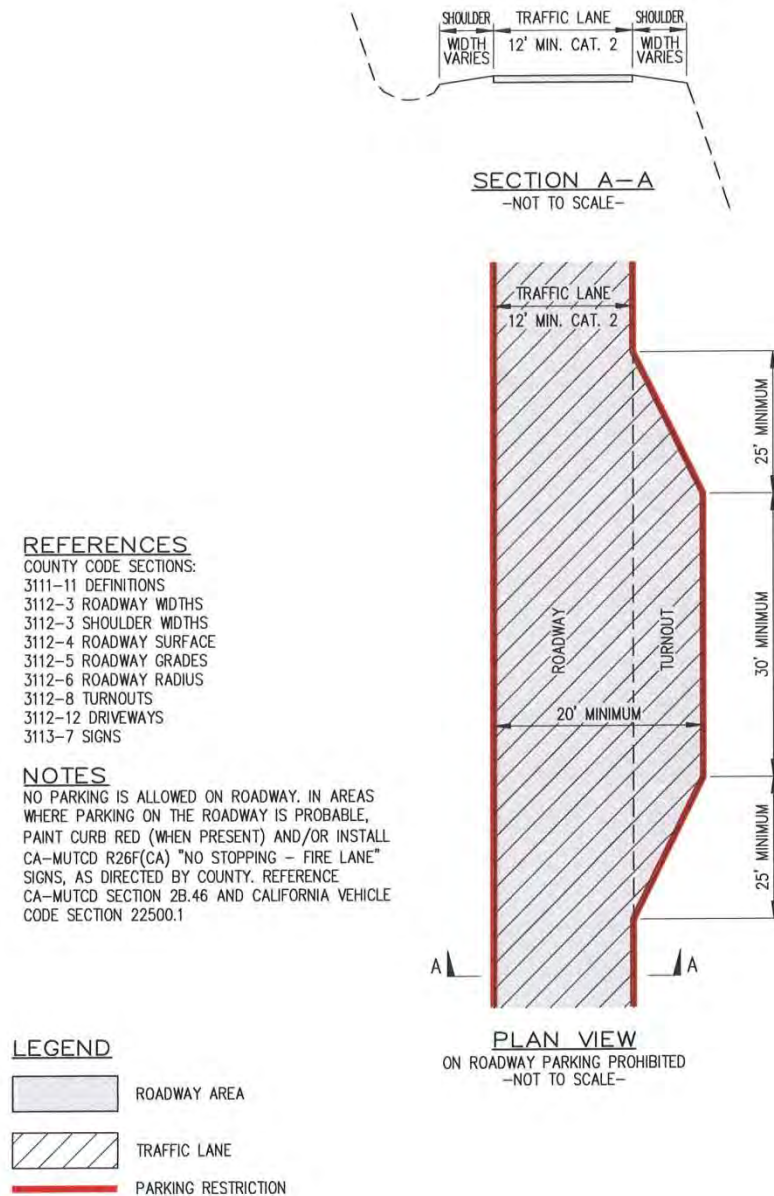 SHOULDER TRAFFIC LANE SHOULDER
WIDTH VARIES 12' MIN. CAT. 2 WIDTH VARIES
SECTION A-A
-NOT TO SCALE-
TRAFFIC LANE
12' MIN. CAT. 2
25' MINIMUM
30' MINIMUM
ROADWAY
TURNOUT
20' MINIMUM
25' MINIMUM
A A
PLAN VIEW
ON ROADWAY PARKING PROHIBITED
-NOT TO SCALE-
REFERENCES
COUNTY CODE SECTIONS:
3111-11 DEFINITIONS
3112-3 ROADWAY WIDTHS
3112-3 SHOULDER WIDTHS
3112-4 ROADWAY SURFACE
3112-5 ROADWAY GRADES
3112-6 ROADWAY RADIUS
3112-8 TURNOUTS
3112-12 DRIVEWAYS
3113-7 SIGNS
NOTES
NO PARKING IS ALLOWED ON ROADWAY. IN AREAS
WHERE PARKING ON THE ROADWAY IS PROBABLE,
PAINT CURB RED (WHEN PRESENT) AND/OR INSTALL
CA-MUTCD R26F(CA) "NO STOPPING - FIRE LANE"
SIGNS, AS DIRECTED BY COUNTY. REFERENCE
CA-MUTCD SECTION 2B.46 AND CALIFORNIA VEHICLE
CODE SECTION 22500.1
LEGEND
ROADWAY AREA
TRAFFIC LANE
PARKING RESTRICTION